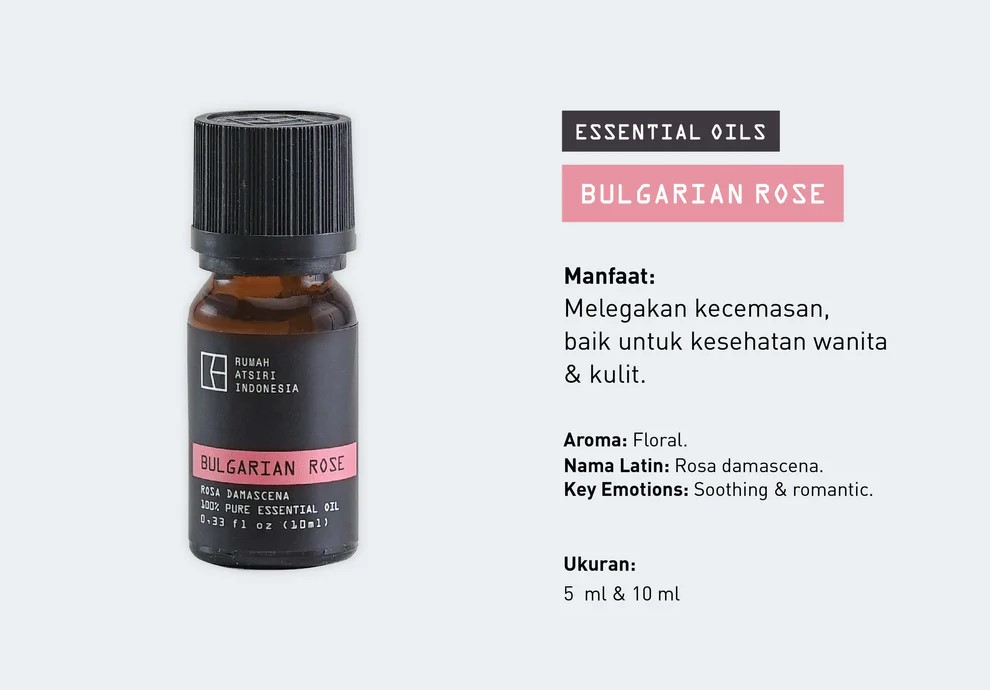 RUMAH
ATSIRI
INDONESIA
BULGARIAN ROSE
ROSA DAMASCENA
100% PURE ESSENTIAL OIL
0.33 fl oz (10ml)
ESSENTIAL OILS
BULGARIAN ROSE
Manfaat:
Melegakan kecemasan,
baik untuk kesehatan wanita
& kulit.
Aroma: Floral.
Nama Latin: Rosa damascena.
Key Emotions: Soothing & romantic.
Ukuran:
5 ml & 10 ml